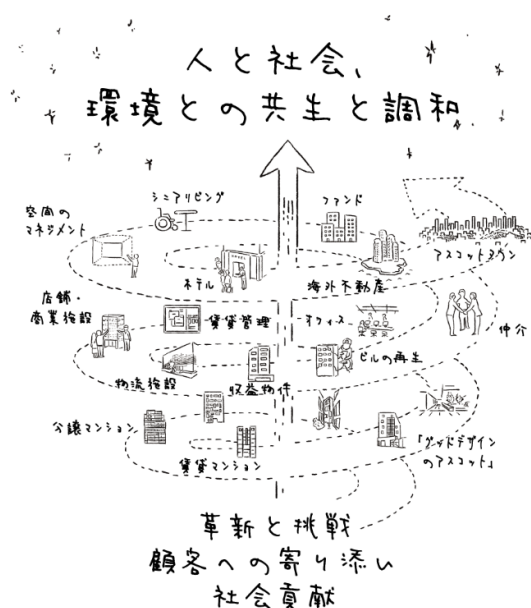 人と社会、
環境との共生と調和
シニアリビング
ファンド
空間の
マネジメント
アスコットタウン
ホテル
海外不動産
店舗・
商業施設
賃貸管理
オフィス
仲介
ビルの再生
物流施設
収益物件
分譲マンション
賃貸マンション
「グッドデザイン
のアスコット」
革新と挑戦
顧客への寄り添い
社会貢献